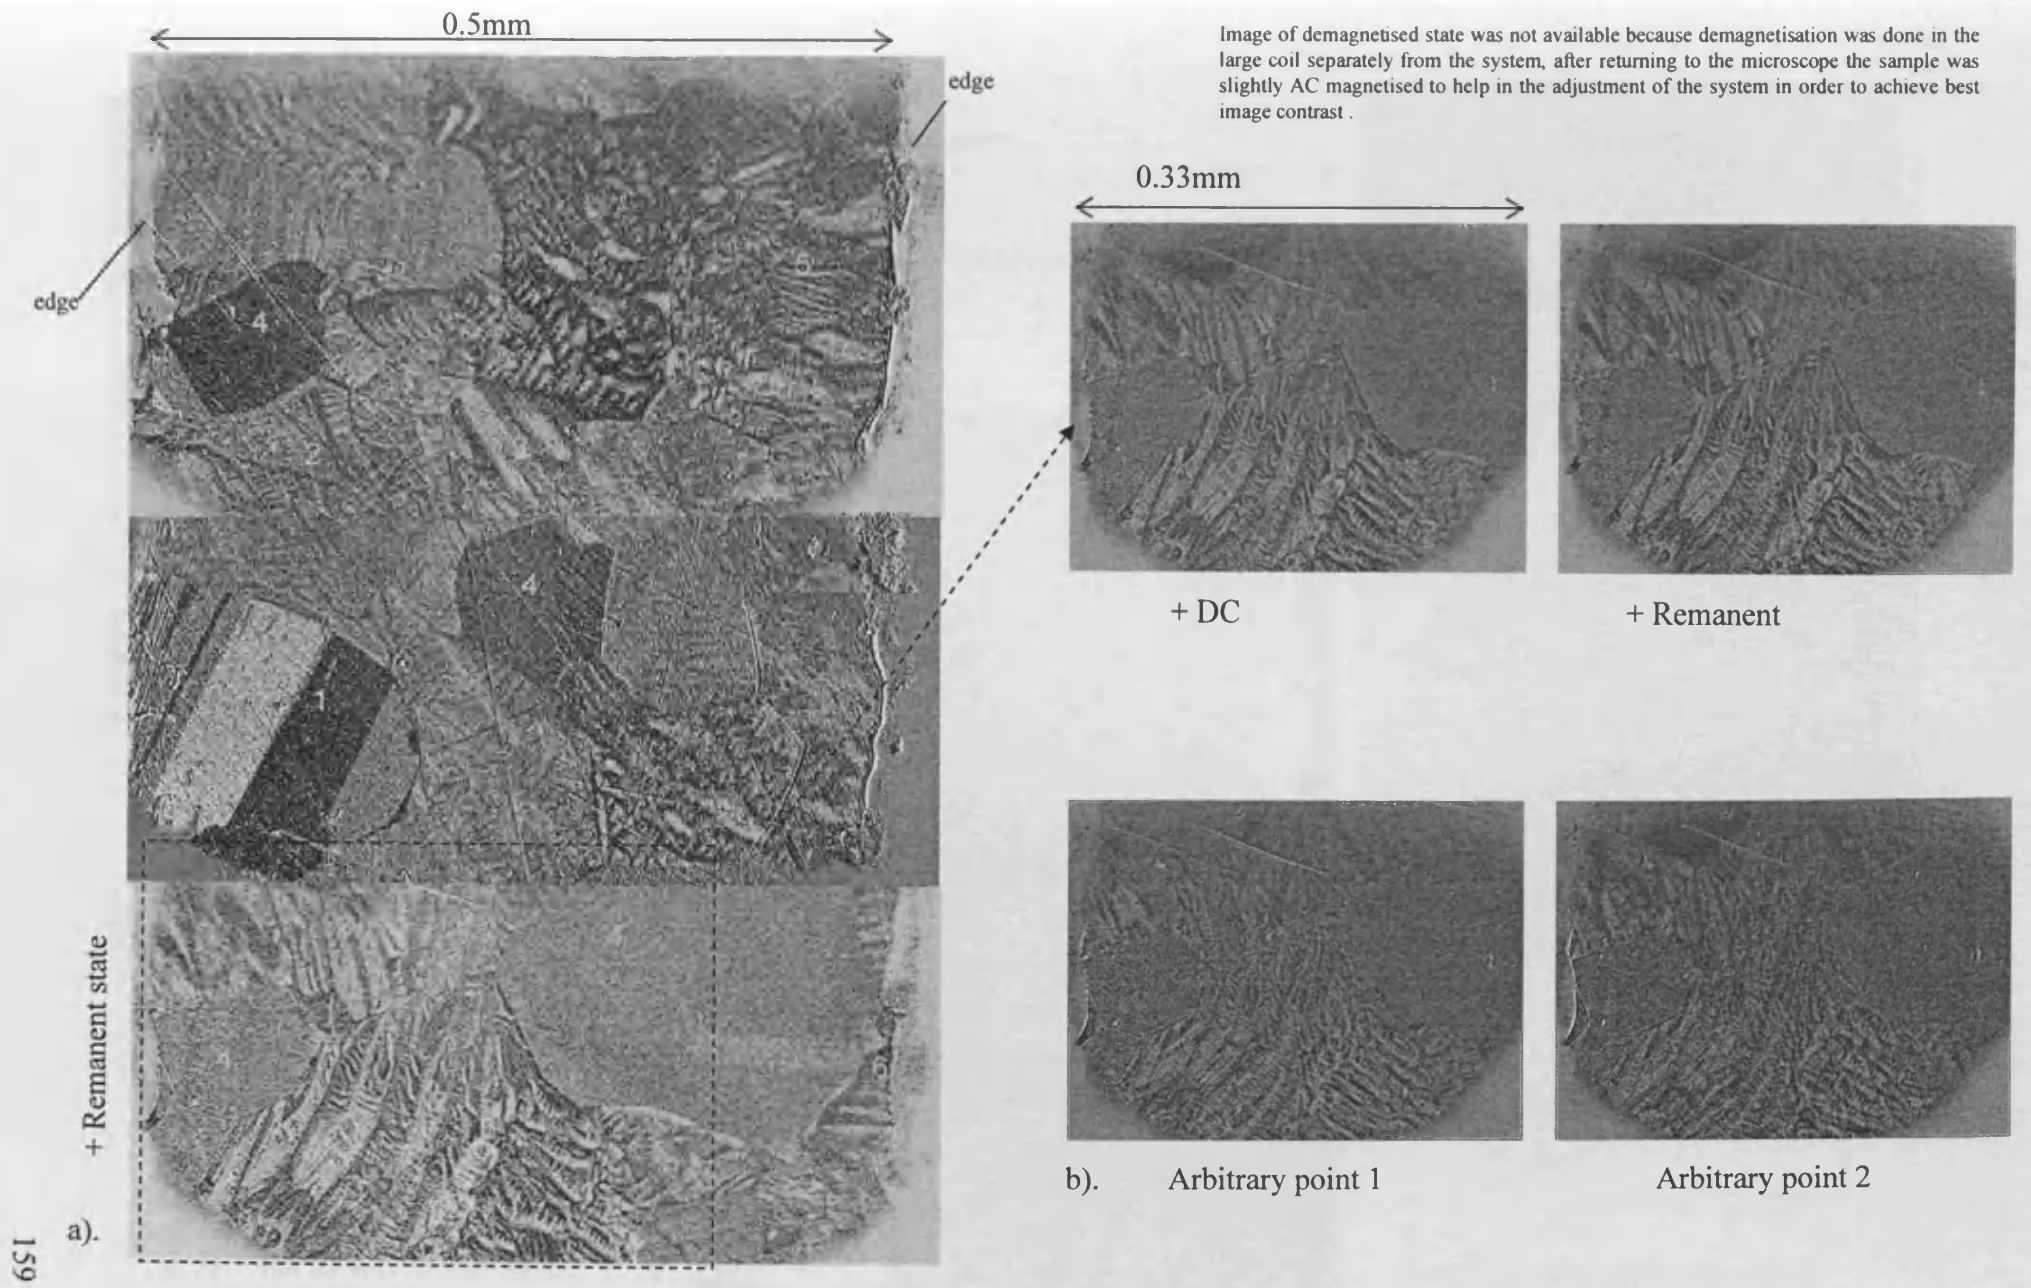 0.5mm
Image of demagnetised state was not available because demagnetisation was done in the
large coil separately from the system, after returning to the microscope the sample was
slightly AC magnetised to help in the adjustment of the system in order to achieve best
image contrast .
edge
0.33mm
edge
4
2
4
1
+ DC
+ Remanent
+ Remanent state
b).
Arbitrary point 1
Arbitrary point 2
a).
159